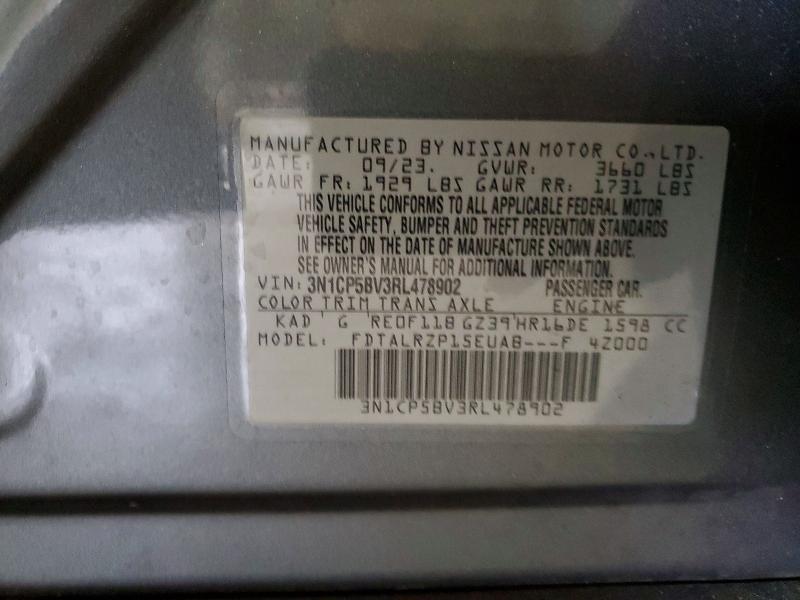 MANUFACTURED BY NISSAN MOTOR CO., LTD.
DATE: 09/23. GVWR: 3660 LBS
GAWR FR: 1929 LBS GAWR RR: 1731 LBS
THIS VEHICLE CONFORMS TO ALL APPLICABLE FEDERAL MOTOR
VEHICLE SAFETY, BUMPER AND THEFT PREVENTION STANDARDS
IN EFFECT ON THE DATE OF MANUFACTURE SHOWN ABOVE.
SEE OWNER'S MANUAL FOR ADDITIONAL INFORMATION.
VIN: 3N1CP5BV3RL478902 PASSENGER CAR.
COLOR TRIM TRANS AXLE ENGINE
KAD G RE0F11B GZ39 HR16DE 1598 CC
MODEL: FDTALRZP15EUAB---F 4Z000
3N1CP5BV3RL478902